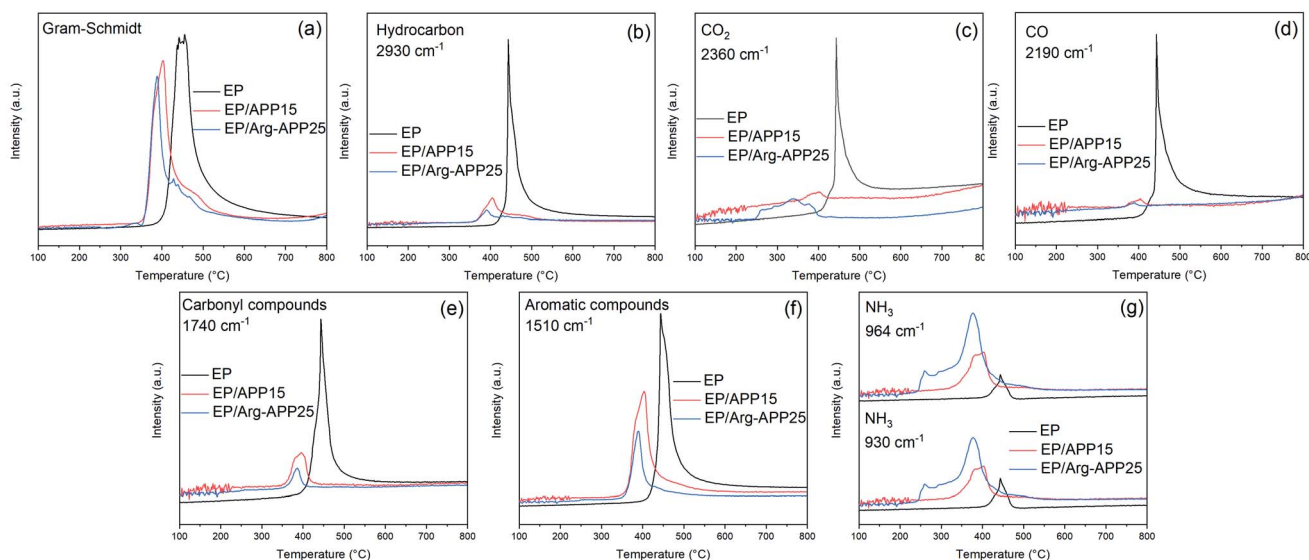 Gram-Schmidt
(a)
EP
EP/APP15
EP/Arg-APP25
Intensity (a.u.)
100 200 300 400 500 600 700 800
Temperature (°C)
Hydrocarbon
2930 cm⁻¹
(b)
EP
EP/APP15
EP/Arg-APP25
Intensity (a.u.)
100 200 300 400 500 600 700 800
Temperature (°C)
CO₂
2360 cm⁻¹
(c)
EP
EP/APP15
EP/Arg-APP25
Intensity (a.u.)
100 200 300 400 500 600 700 800
Temperature (°C)
CO
2190 cm⁻¹
(d)
EP
EP/APP15
EP/Arg-APP25
Intensity (a.u.)
100 200 300 400 500 600 700 800
Temperature (°C)
Carbonyl compounds
1740 cm⁻¹
(e)
EP
EP/APP15
EP/Arg-APP25
Intensity (a.u.)
100 200 300 400 500 600 700 800
Temperature (°C)
Aromatic compounds
1510 cm⁻¹
(f)
EP
EP/APP15
EP/Arg-APP25
Intensity (a.u.)
100 200 300 400 500 600 700 800
Temperature (°C)
NH₃
964 cm⁻¹
(g)
NH₃
930 cm⁻¹
EP
EP/APP15
EP/Arg-APP25
Intensity (a.u.)
100 200 300 400 500 600 700 800
Temperature (°C)